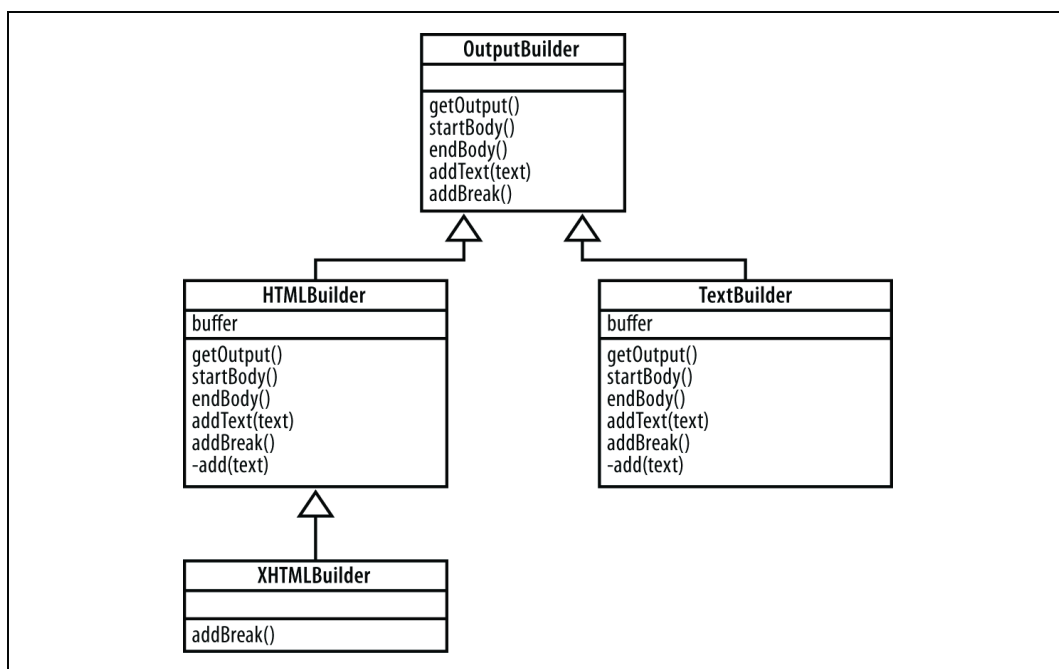 OutputBuilder
getOutput()
startBody()
endBody()
addText(text)
addBreak()
HTMLBuilder
buffer
getOutput()
startBody()
endBody()
addText(text)
addBreak()
-add(text)
TextBuilder
buffer
getOutput()
startBody()
endBody()
addText(text)
addBreak()
-add(text)
XHTMLBuilder
addBreak()